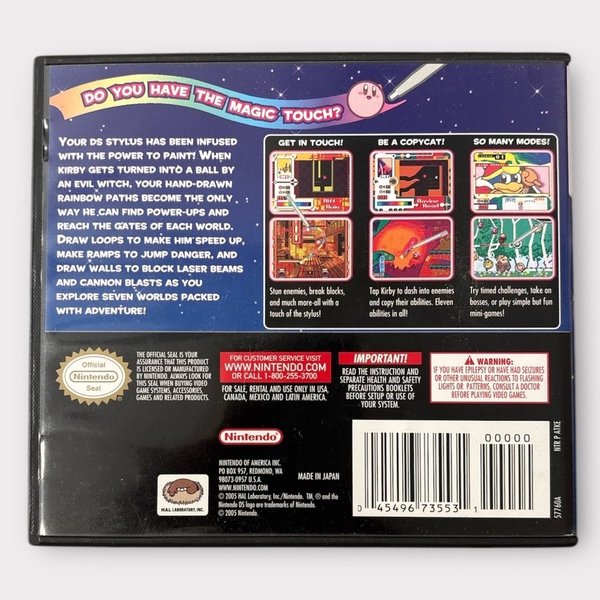 DO YOU HAVE THE MAGIC TOUCH?
YOUR DS STYLUS HAS BEEN INFUSED
WITH THE POWER TO PAINT! WHEN
KIRBY GETS TURNED INTO A BALL BY
AN EVIL WITCH, YOUR HAND-DRAWN
RAINBOW PATHS BECOME THE ONLY
WAY HE CAN FIND POWER-UPS AND
REACH THE GATES OF EACH WORLD.
DRAW LOOPS TO MAKE HIM SPEED UP,
MAKE RAMPS TO JUMP DANGER, AND
DRAW WALLS TO BLOCK LASER BEAMS
AND CANNON BLASTS AS YOU
EXPLORE SEVEN WORLDS PACKED
WITH ADVENTURE!
GET IN TOUCH!
Stun enemies, break blocks,
and much more-all with a
touch of the stylus!
BE A COPYCAT!
Tap Kirby to dash into enemies
and copy their abilities. Eleven
abilities in all!
SO MANY MODES!
Try timed challenges, take on
bosses, or play simple but fun
mini-games!
Official
Nintendo
Seal
THE OFFICIAL SEAL IS YOUR
ASSURANCE THAT THIS PRODUCT
IS LICENSED OR MANUFACTURED
BY NINTENDO. ALWAYS LOOK FOR
THIS SEAL WHEN BUYING VIDEO
GAME SYSTEMS, ACCESSORIES,
GAMES AND RELATED PRODUCTS.
FOR CUSTOMER SERVICE VISIT
WWW.NINTENDO.COM
OR CALL 1-800-255-3700
FOR SALE, RENTAL AND USE ONLY IN USA,
CANADA, MEXICO AND LATIN AMERICA.
IMPORTANT!
READ THE INSTRUCTION AND
SEPARATE HEALTH AND SAFETY
PRECAUTIONS BOOKLETS
BEFORE SETUP OR USE OF
YOUR SYSTEM.
WARNING:
IF YOU HAVE EPILEPSY OR HAVE HAD SEIZURES
OR OTHER UNUSUAL REACTIONS TO FLASHING
LIGHTS OR PATTERNS, CONSULT A DOCTOR
BEFORE PLAYING VIDEO GAMES.
Nintendo
NINTENDO OF AMERICA INC.
PO BOX 957, REDMOND, WA
98073-0957 U.S.A.
WWW.NINTENDO.COM
MADE IN JAPAN
© 2005 HAL Laboratory, Inc./Nintendo. TM, ® and the
Nintendo DS logo are trademarks of Nintendo.
© 2005 Nintendo.
HAL LABORATORY, INC.
00000
0 45496 73553 1
NTR P ATKE
57760A